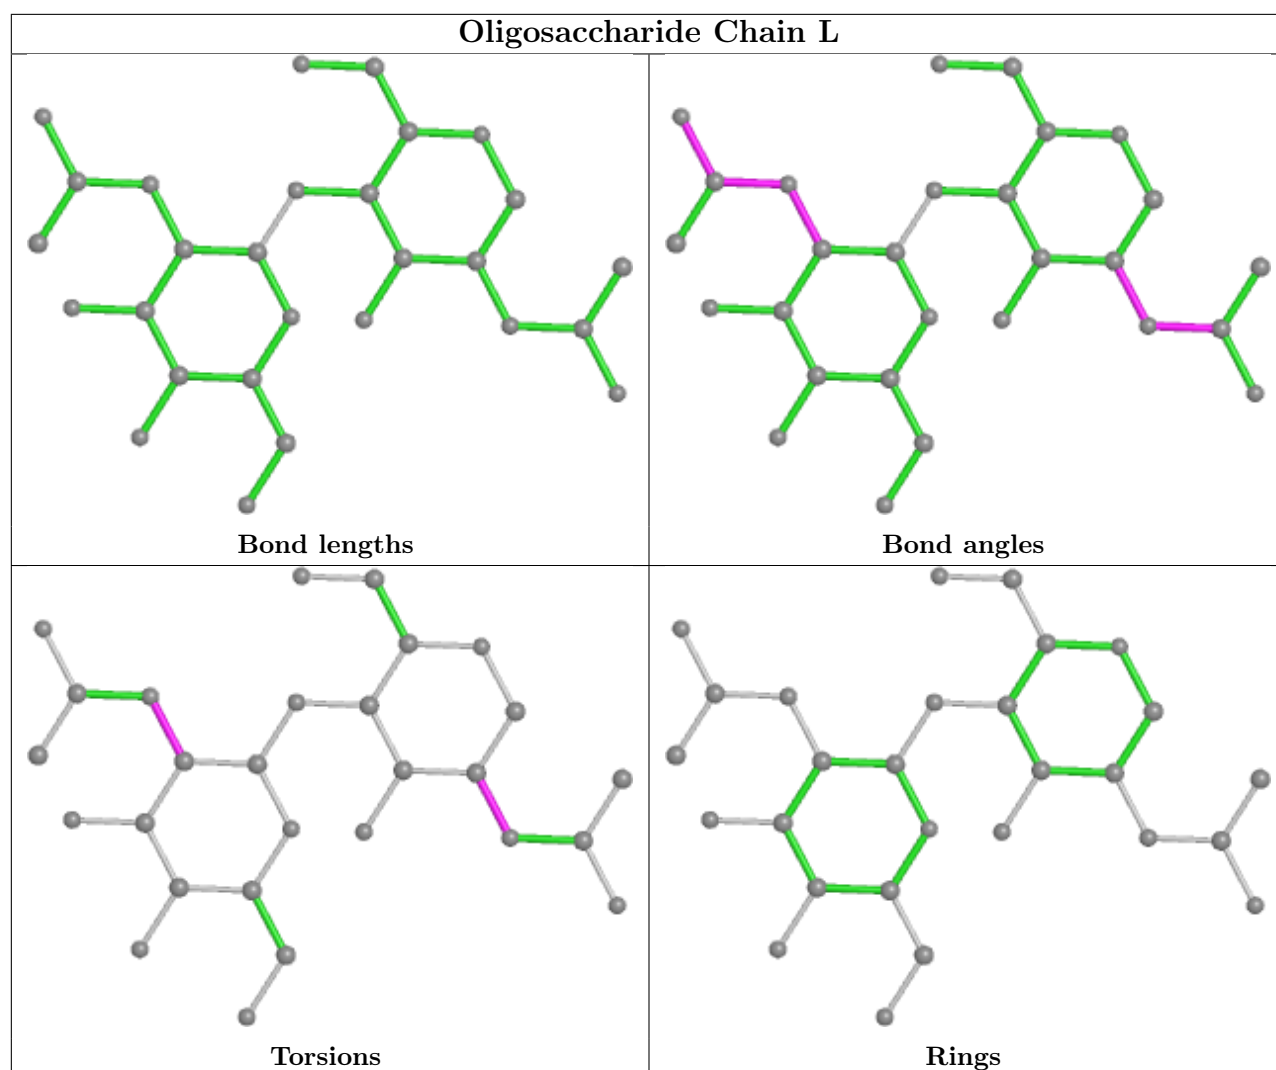 Oligosaccharide Chain L
Bond lengths
Bond angles
Torsions
Rings